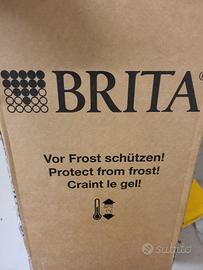 BRITA®
Vor Frost schützen!
Protect from frost!
Craint le gel!
subito